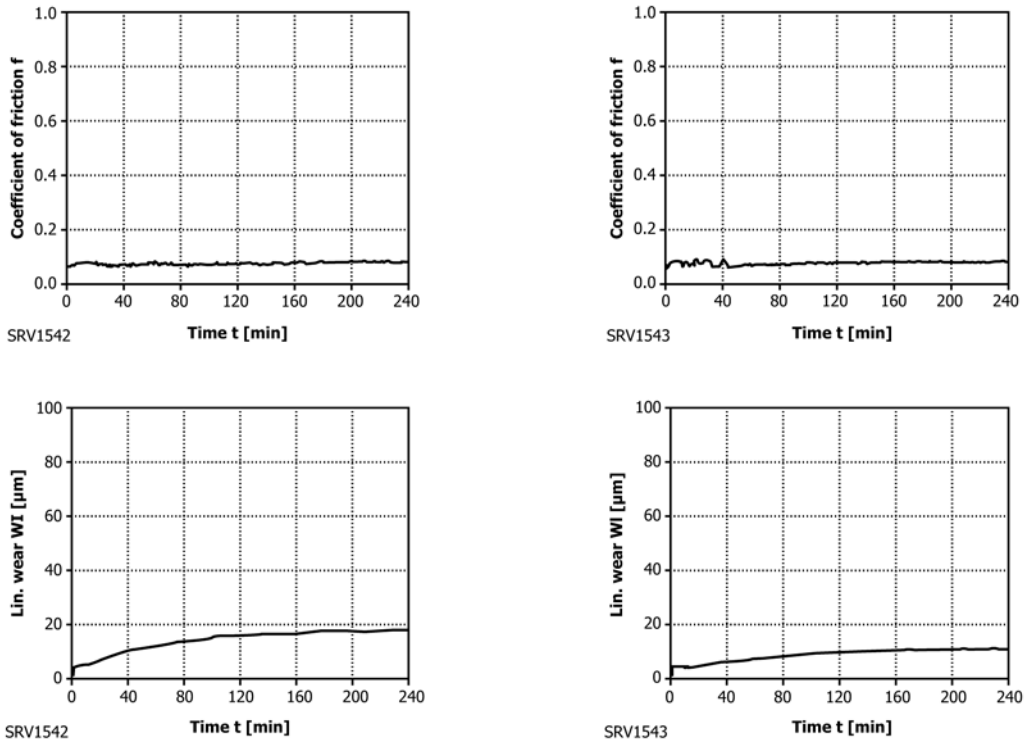 Coefficient of friction f
1.0
0.8
0.6
0.4
0.2
0.0
0 40 80 120 160 200 240
Time t [min]
SRV1542
Coefficient of friction f
1.0
0.8
0.6
0.4
0.2
0.0
0 40 80 120 160 200 240
Time t [min]
SRV1543
Lin. wear Wl [µm]
100
80
60
40
20
0
0 40 80 120 160 200 240
Time t [min]
SRV1542
Lin. wear Wl [µm]
100
80
60
40
20
0
0 40 80 120 160 200 240
Time t [min]
SRV1543